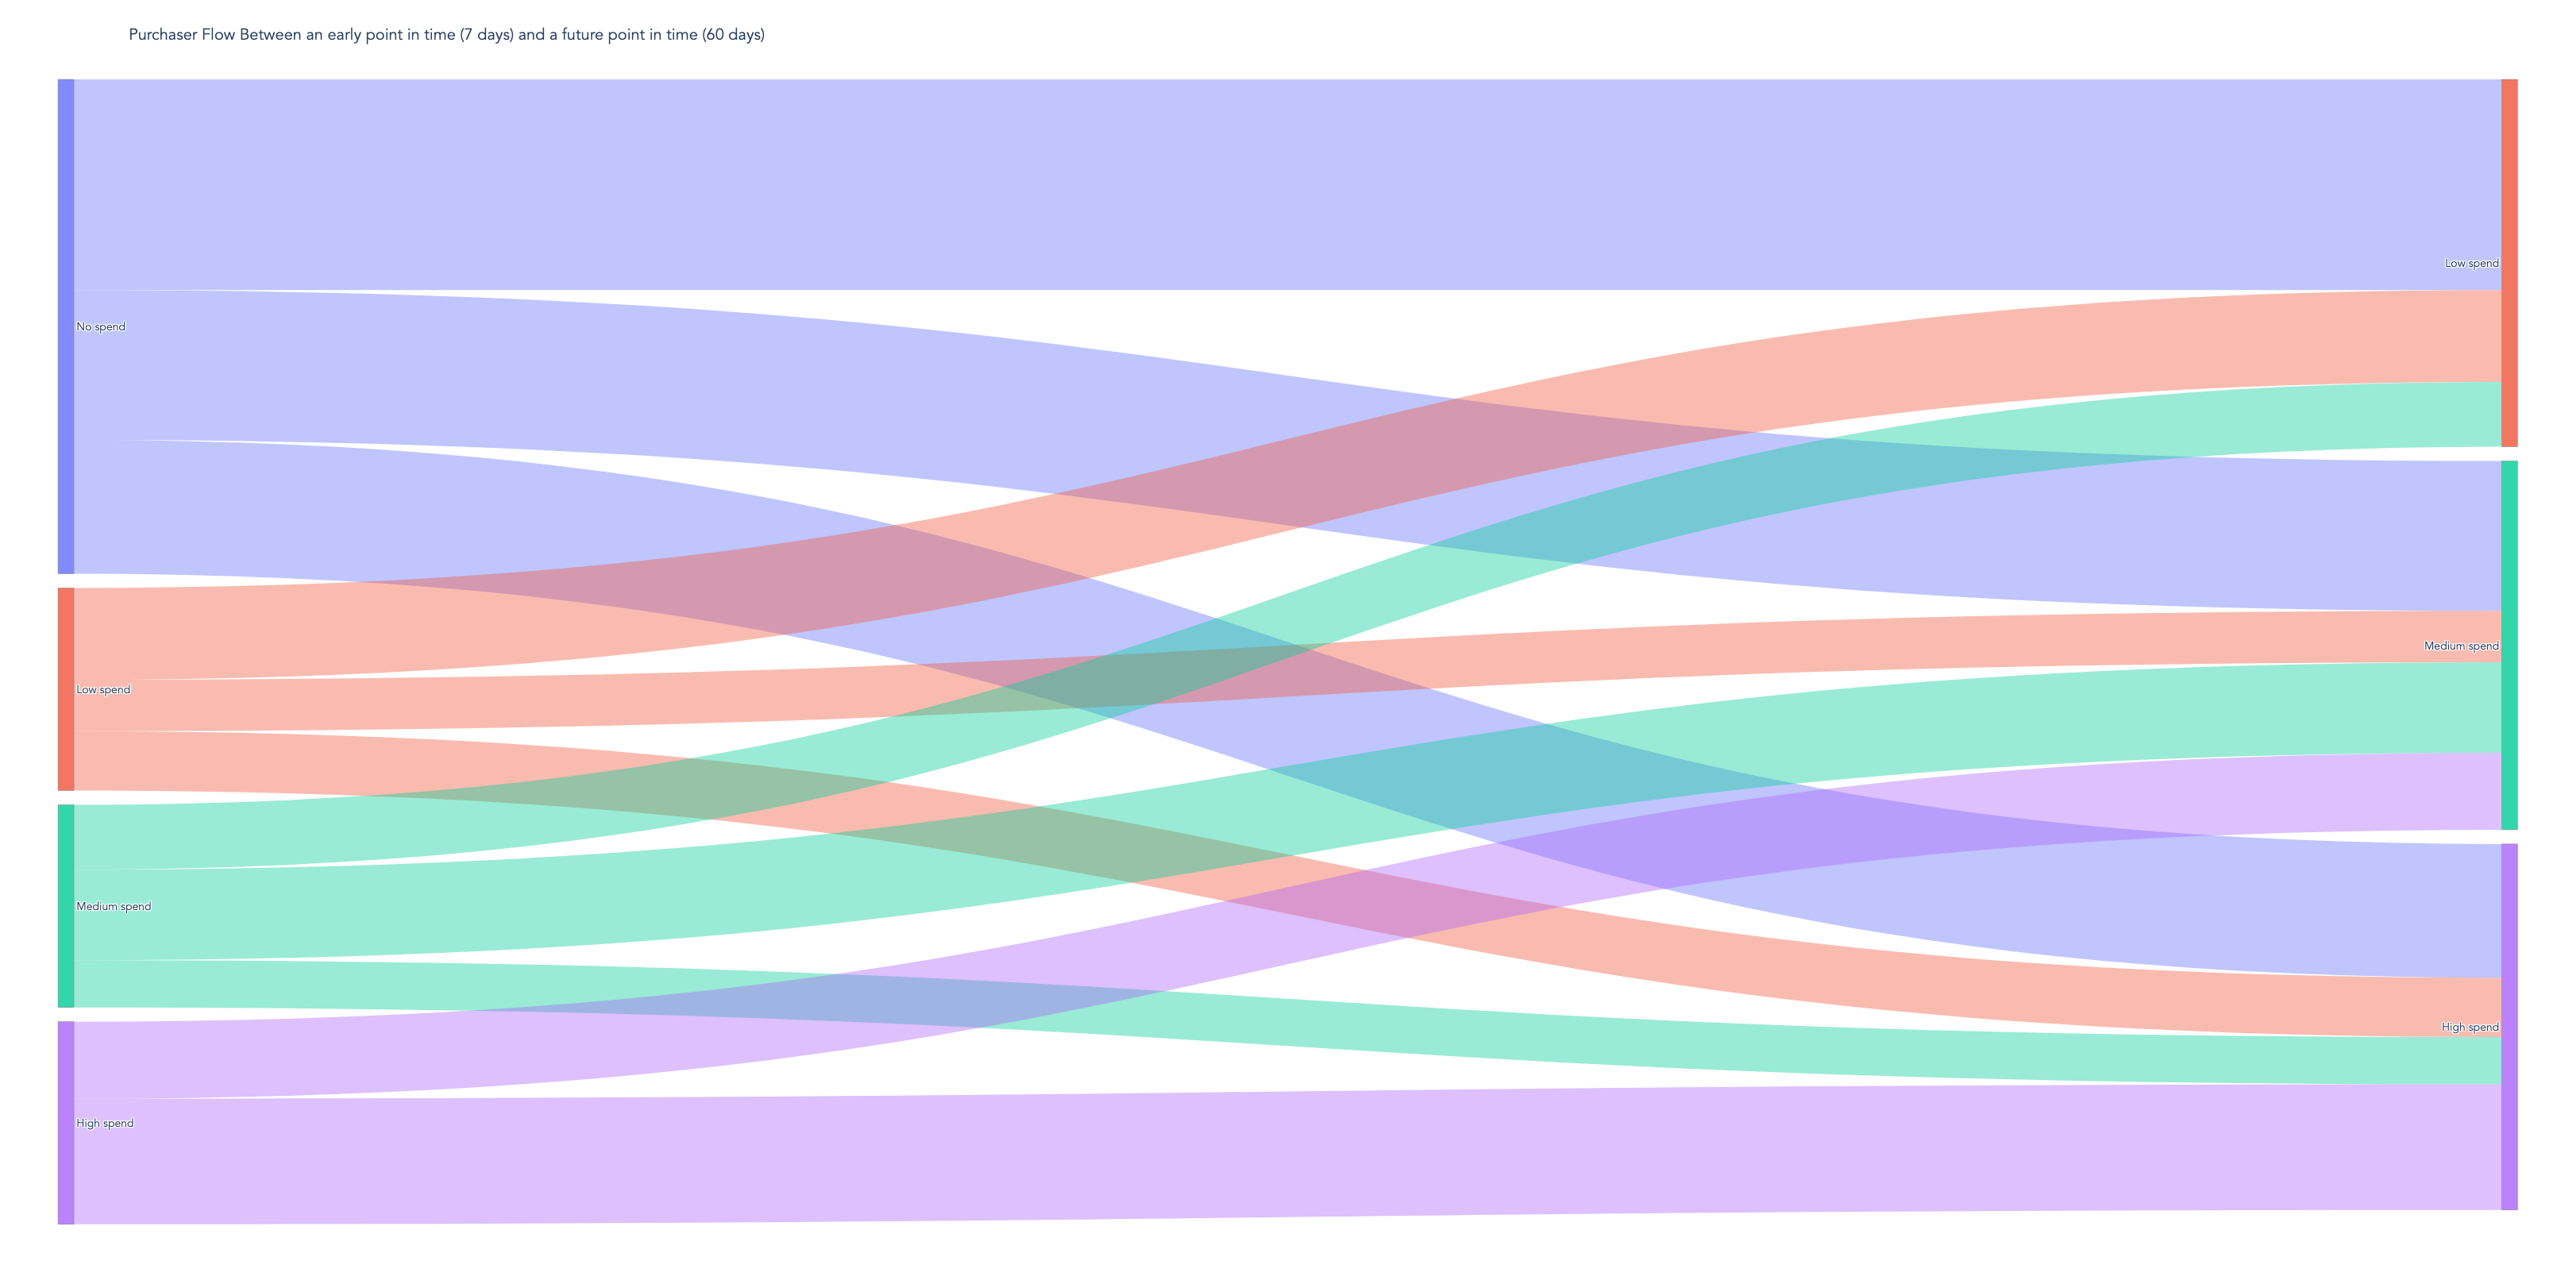 Purchaser Flow Between an early point in time (7 days) and a future point in time (60 days)
No spend
Low spend
Medium spend
High spend
Low spend
Medium spend
High spend